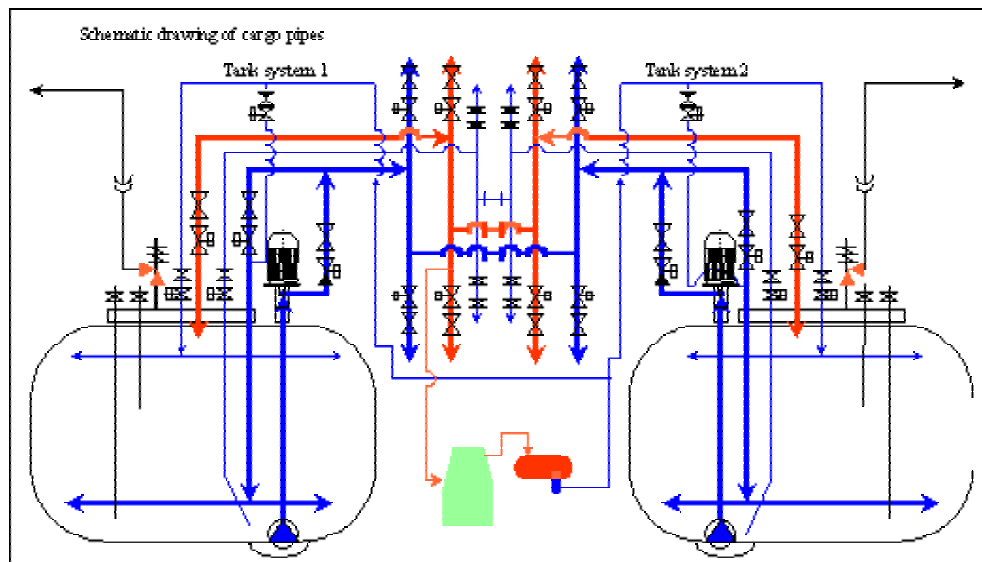 Schematic drawing of cargo pipes
Tank system 1
Tank system 2